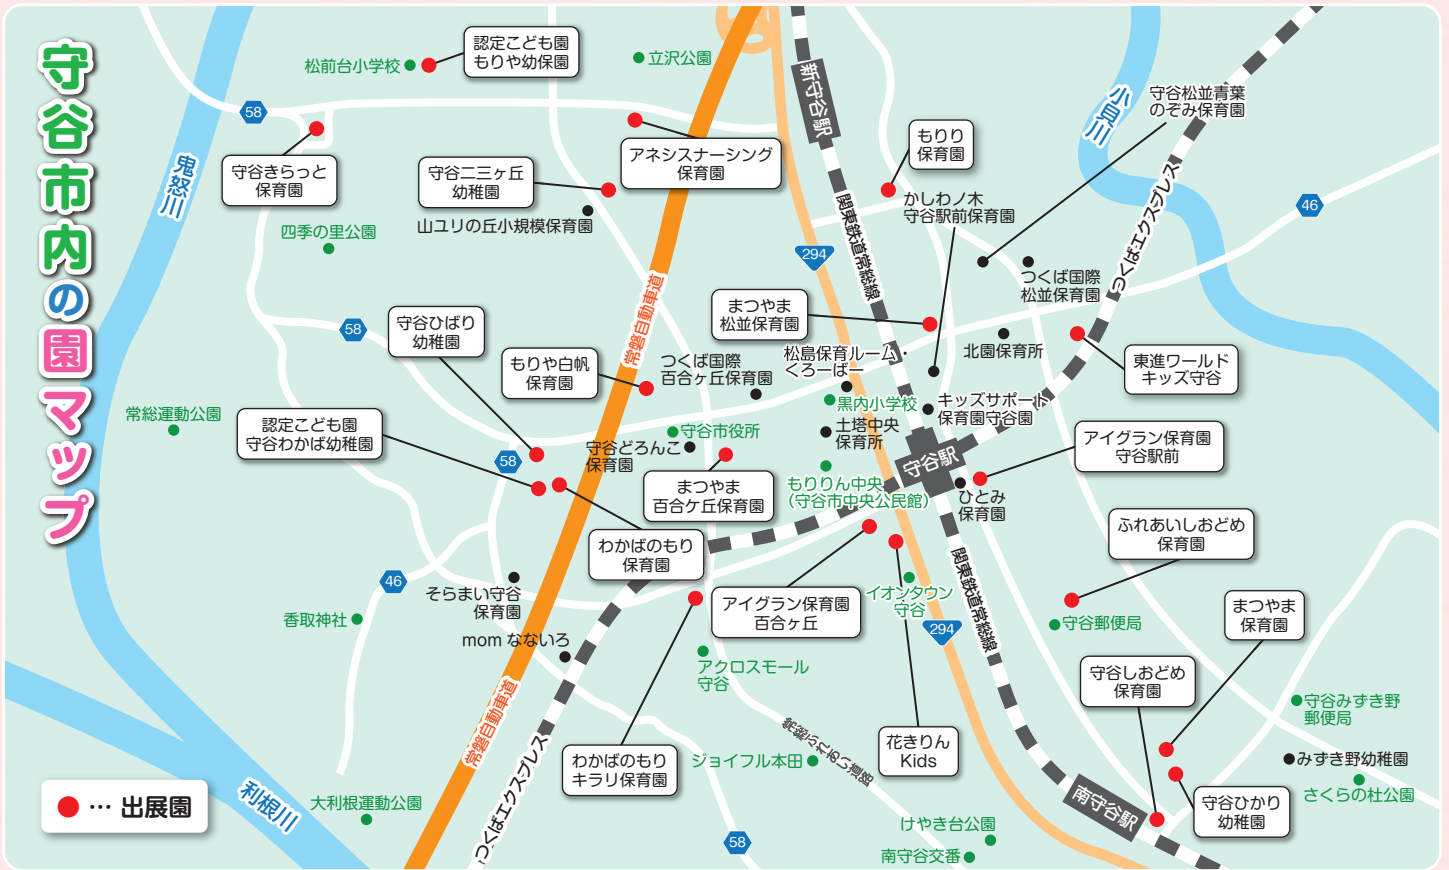 守谷市内の園マップ
松前台小学校
認定こども園
もりや幼保園
立沢公園
新守谷駅
小貝川
守谷松並青葉
のぞみ保育園
58
鬼怒川
守谷きらっと
保育園
守谷二三ヶ丘
幼稚園
アネシスナーシング
保育園
もりり
保育園
山ユリの丘小規模保育園
かしわノ木
守谷駅前保育園
関東鉄道常総線
つくばエクスプレス
46
四季の里公園
294
つくば国際
松並保育園
常磐自動車道
58
守谷ひばり
幼稚園
まつやま
松並保育園
もりや白帆
保育園
つくば国際
百合ヶ丘保育園
松島保育ルーム・
くろーばー
北園保育所
東進ワールド
キッズ守谷
常総運動公園
認定こども園
守谷わかば幼稚園
黒内小学校
キッズサポート
保育園守谷園
守谷市役所
土塔中央
保育所
守谷どろんこ
保育園
58
守谷駅
アイグラン保育園
守谷駅前
まつやま
百合ケ丘保育園
もりりん中央
（守谷市中央公民館）
ひとみ
保育園
わかばのもり
保育園
ふれあいしおどめ
保育園
46
そらまい守谷
保育園
アイグラン保育園
百合ヶ丘
イオンタウン
守谷
関東鉄道常総線
294
香取神社
mom なないろ
守谷郵便局
まつやま
保育園
アクロスモール
守谷
守谷しおどめ
保育園
常磐自動車道
守谷みずき野
郵便局
常総ふれあい道路
花きりん
Kids
わかばのもり
キラリ保育園
ジョイフル本田
みずき野幼稚園
さくらの杜公園
つくばエクスプレス
利根川
大利根運動公園
南守谷駅
守谷ひかり
幼稚園
けやき台公園
58
南守谷交番
… 出展園